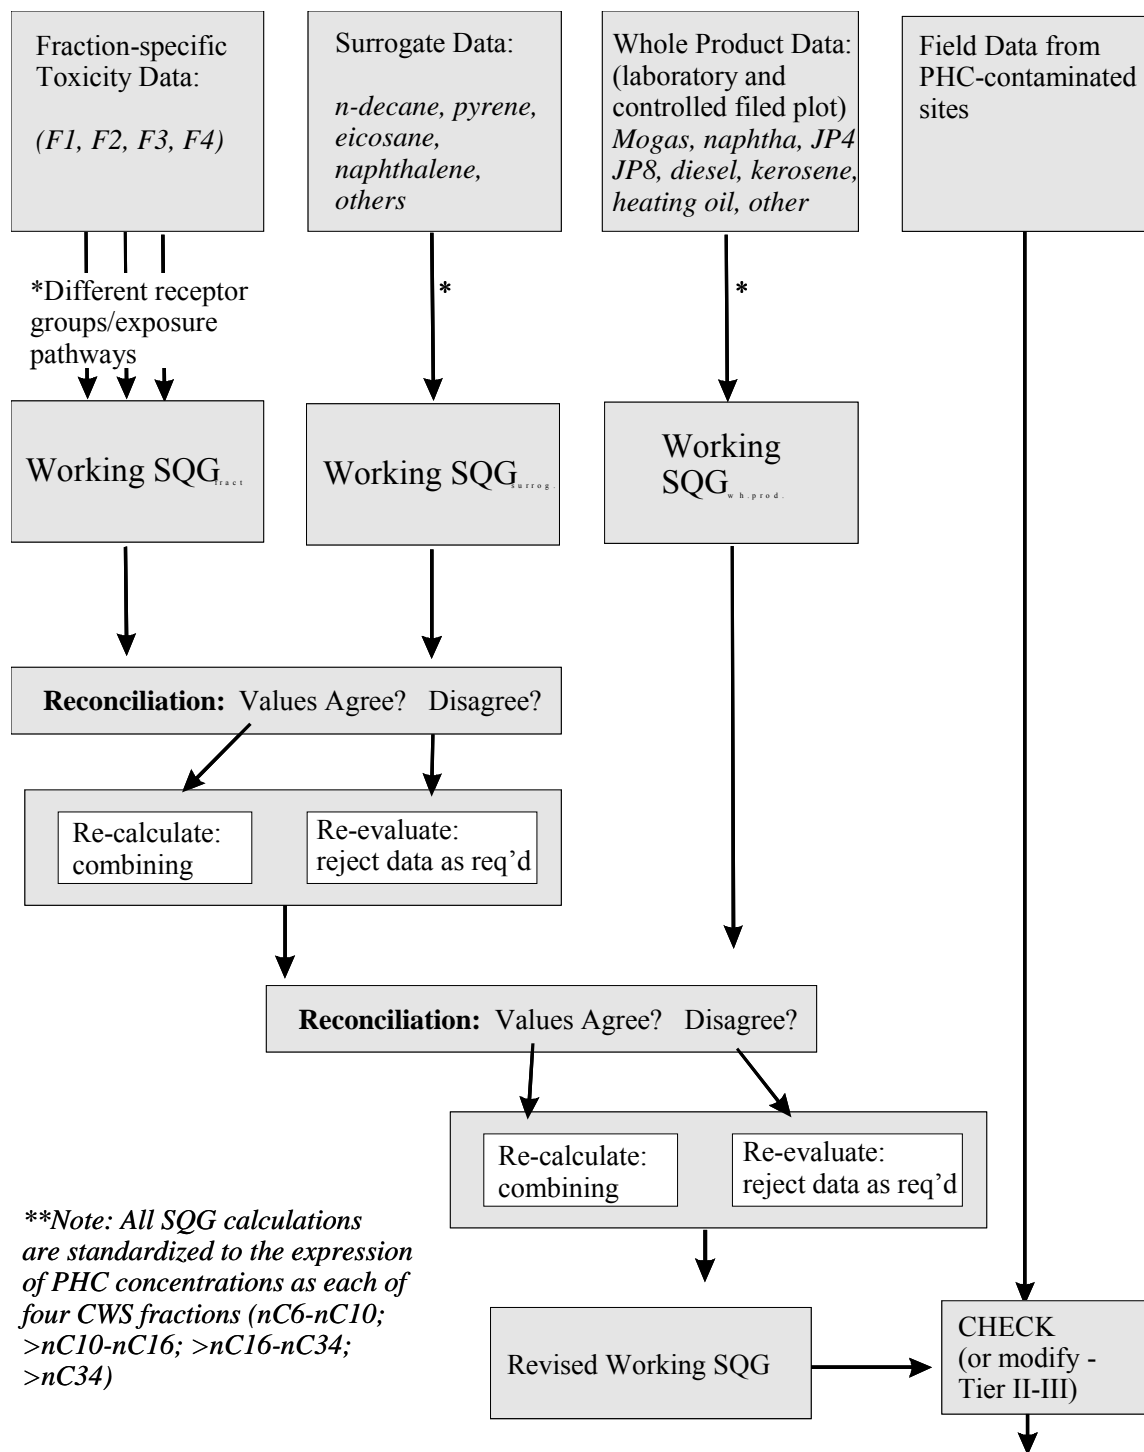 Fraction-specific
Toxicity Data:
(F1, F2, F3, F4)
Surrogate Data:
n-decane, pyrene,
eicosane,
naphthalene,
others
Whole Product Data:
(laboratory and
controlled filed plot)
Mogas, naphtha, JP4
JP8, diesel, kerosene,
heating oil, other
Field Data from
PHC-contaminated
sites
*Different receptor
groups/exposure
pathways
*
*
Working SQG fract
Working SQG surrog.
Working
SQG wh.prod.
Reconciliation: Values Agree? Disagree?
Re-calculate:
combining
Re-evaluate:
reject data as req'd
Reconciliation: Values Agree? Disagree?
Re-calculate:
combining
Re-evaluate:
reject data as req'd
**Note: All SQG calculations
are standardized to the expression
of PHC concentrations as each of
four CWS fractions (nC6-nC10;
>nC10-nC16; >nC16-nC34;
>nC34)
Revised Working SQG
CHECK
(or modify -
Tier II-III)